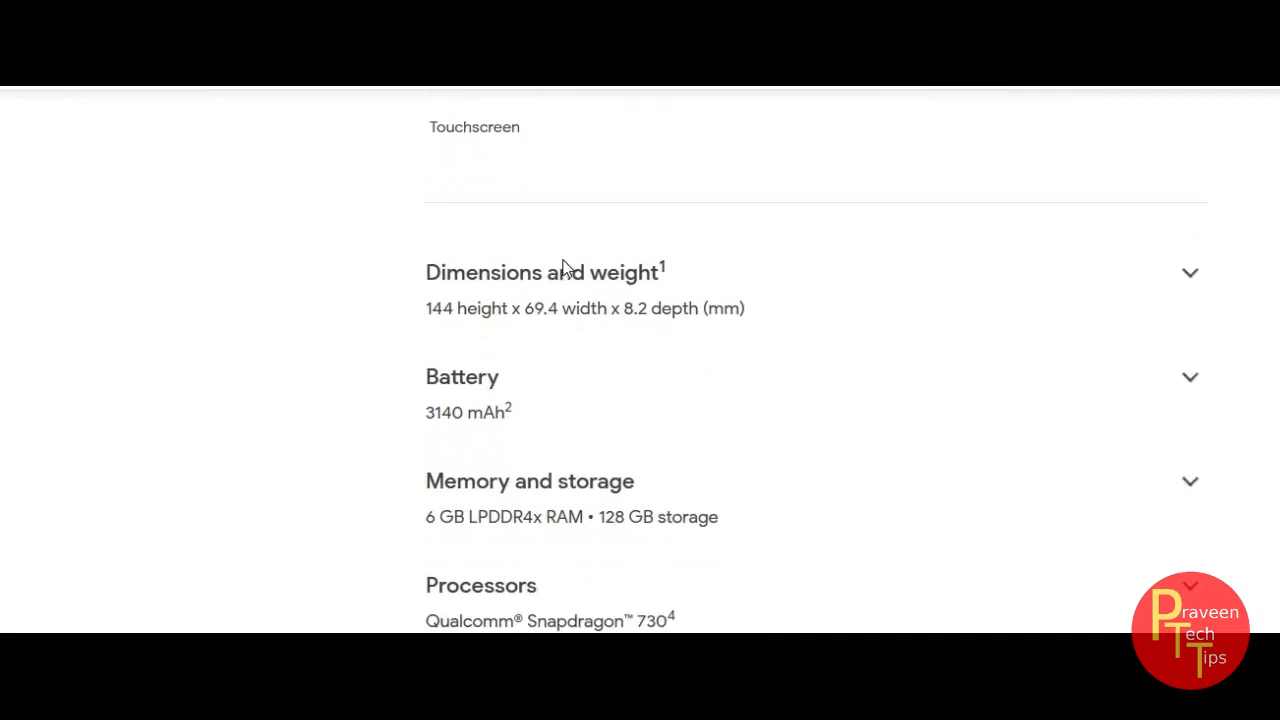 Touchscreen
Dimensions and weight¹
144 height x 69.4 width x 8.2 depth (mm)
Battery
3140 mAh²
Memory and storage
6 GB LPDDR4x RAM • 128 GB storage
Processors
Qualcomm® Snapdragon™ 730⁴
Praveen
Tech
Tips